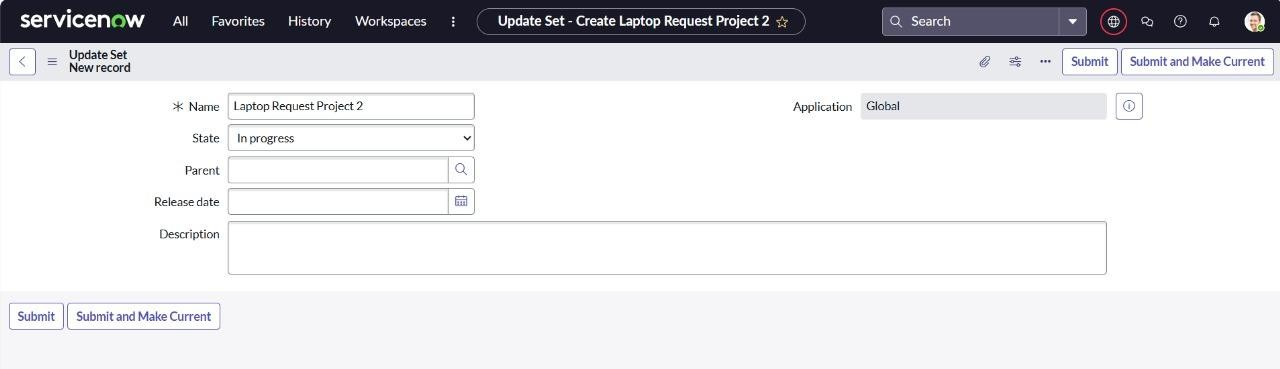 servicenow All Favorites History Workspaces Update Set - Create Laptop Request Project 2 Search
Update Set
New record
Submit Submit and Make Current
Name Laptop Request Project 2 Application Global
State In progress
Parent
Release date
Description
Submit Submit and Make Current